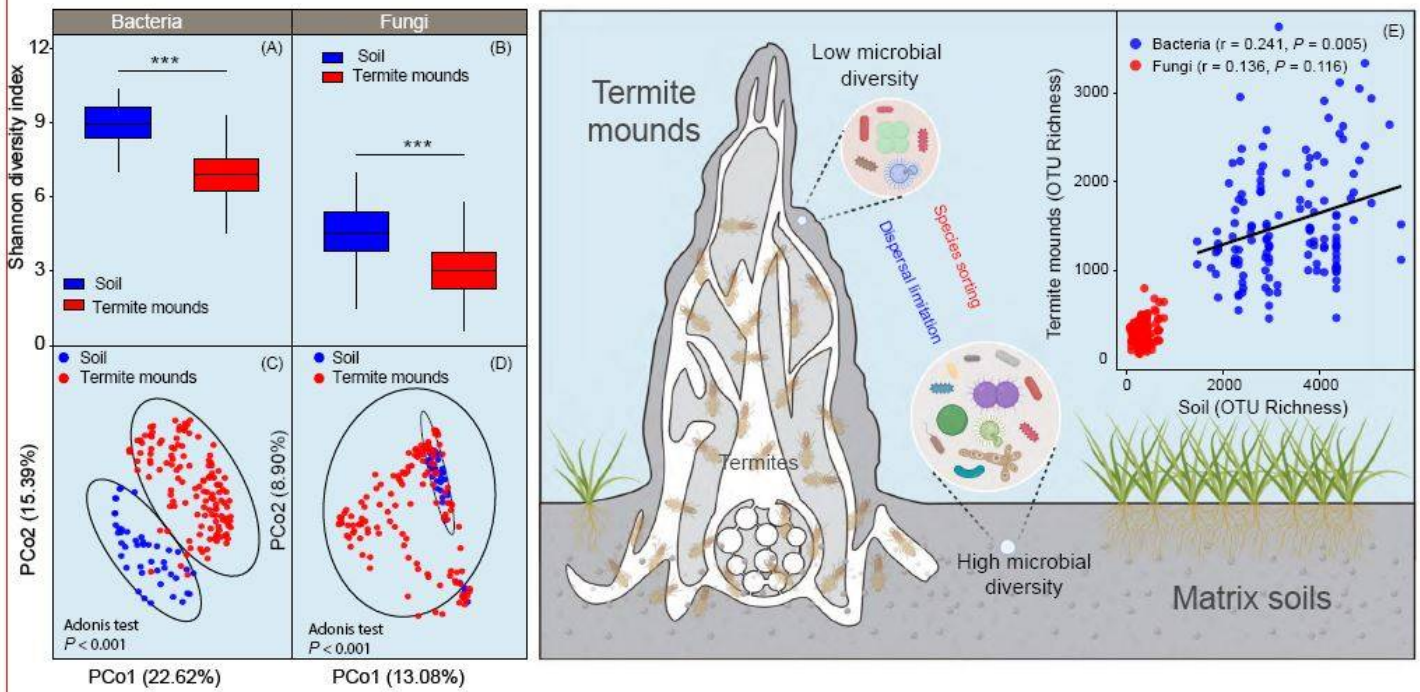 Bacteria
Fungi
Shannon diversity index
12
9
6
3
0
(A)
***
Soil
Termite mounds
(B)
Soil
Termite mounds
***
Soil
Termite mounds
(C)
PCo2 (15.39%)
Adonis test
P < 0.001
PCo1 (22.62%)
Soil
Termite mounds
(D)
PCo2 (8.90%)
Adonis test
P < 0.001
PCo1 (13.08%)
Termite
mounds
Low microbial
diversity
Species sorting
Dispersal limitation
Termites
High microbial
diversity
Matrix soils
(E)
Bacteria (r = 0.241, P = 0.005)
Fungi (r = 0.136, P = 0.116)
Termite mounds (OTU Richness)
3000
2000
1000
0
0
2000
4000
Soil (OTU Richness)